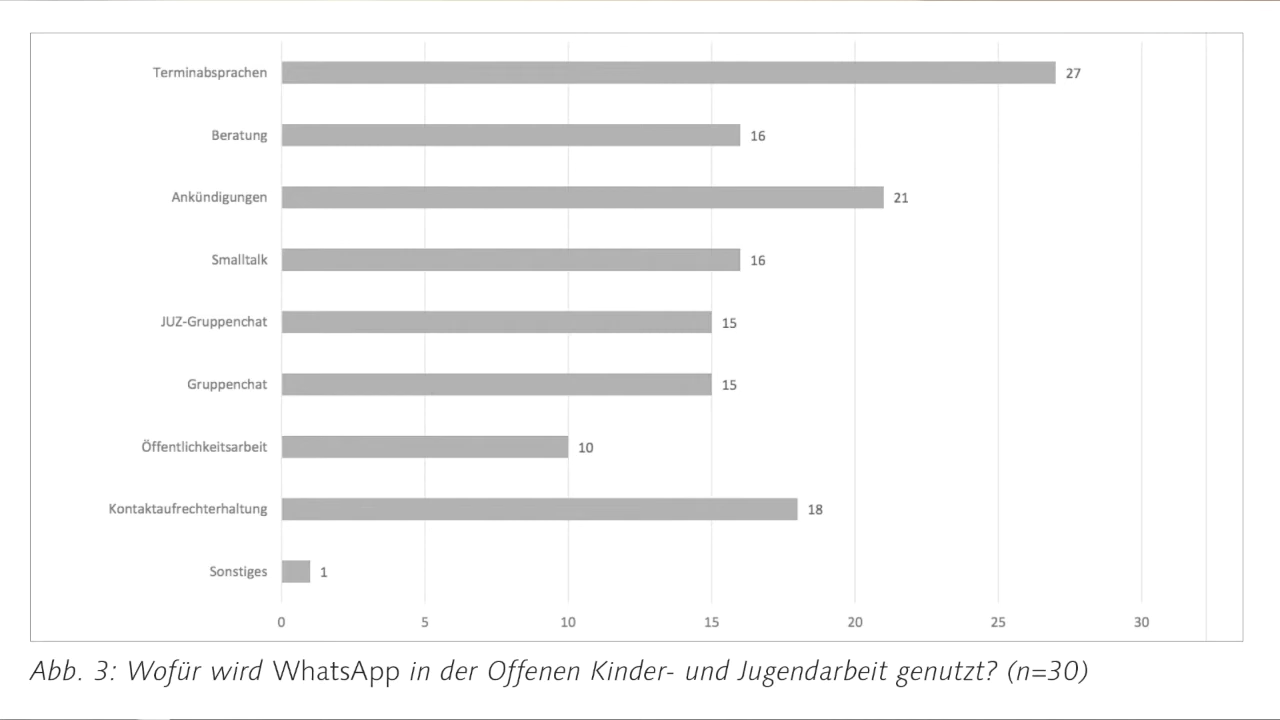 Terminabsprachen 27
Beratung 16
Ankündigungen 21
Smalltalk 16
JUZ-Gruppenchat 15
Gruppenchat 15
Öffentlichkeitsarbeit 10
Kontaktaufrechterhaltung 18
Sonstiges 1
0 5 10 15 20 25 30
Abb. 3: Wofür wird WhatsApp in der Offenen Kinder- und Jugendarbeit genutzt? (n=30)